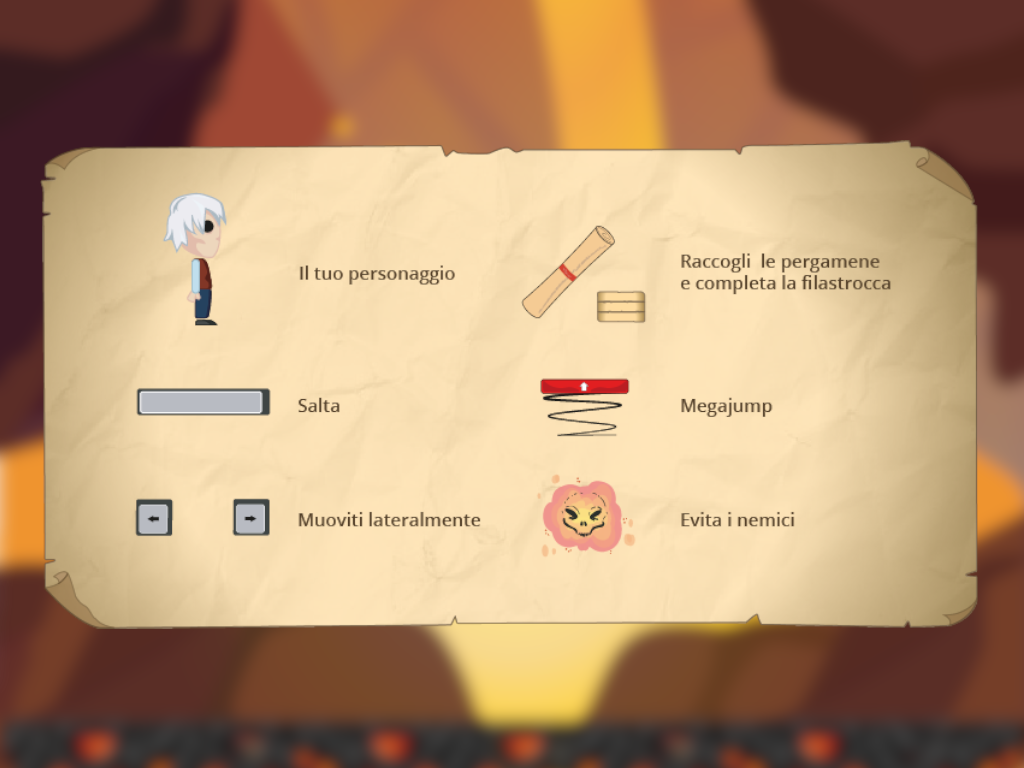 Il tuo personaggio
Raccogli le pergamene
e completa la filastrocca
Salta
Megajump
Muoviti lateralmente
Evita i nemici